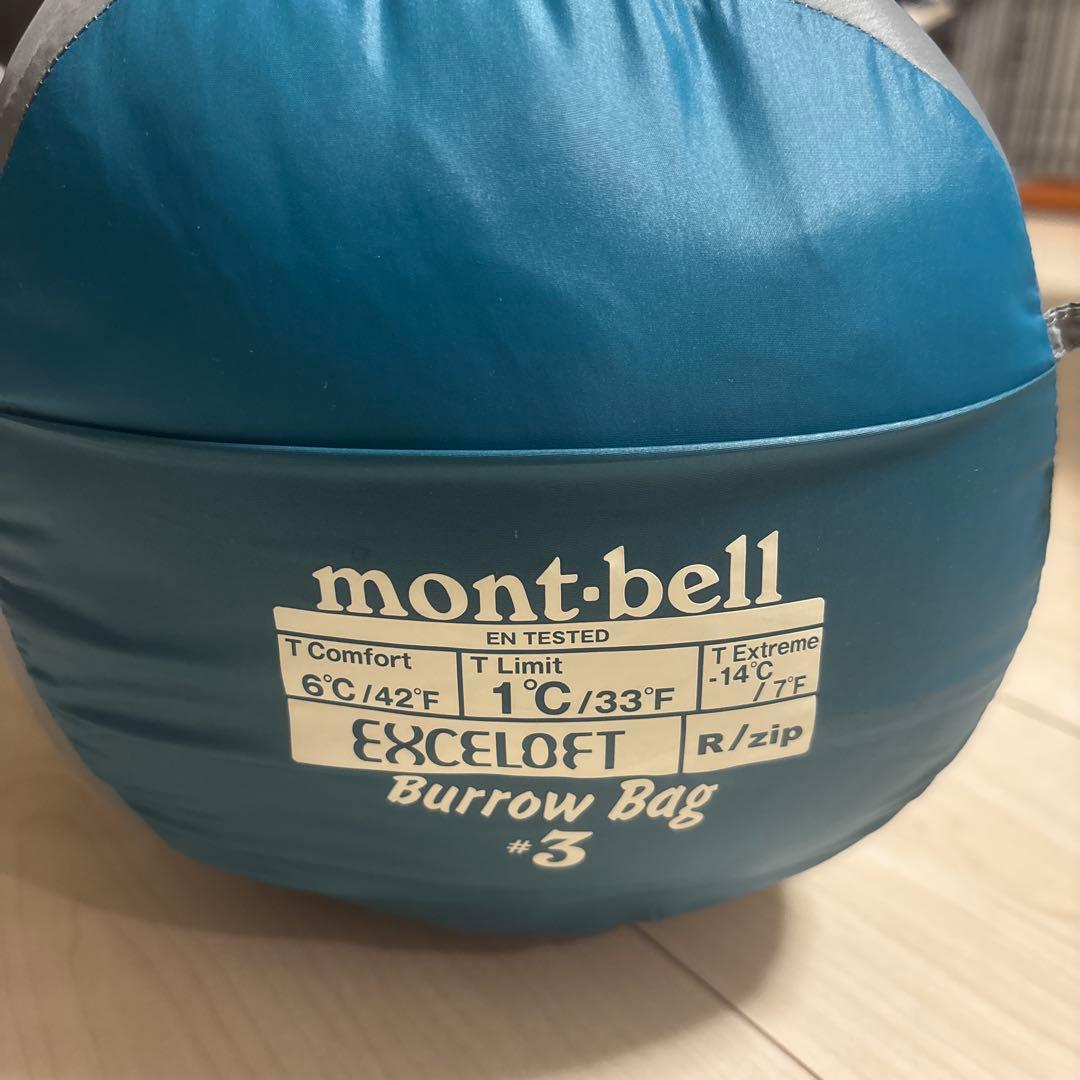 mont·bell
EN TESTED
T Comfort
6℃/42°F
T Limit
1℃/33°F
T Extreme
-14℃
/ 7°F
EXCELOFT
R/zip
Burrow Bag
#3